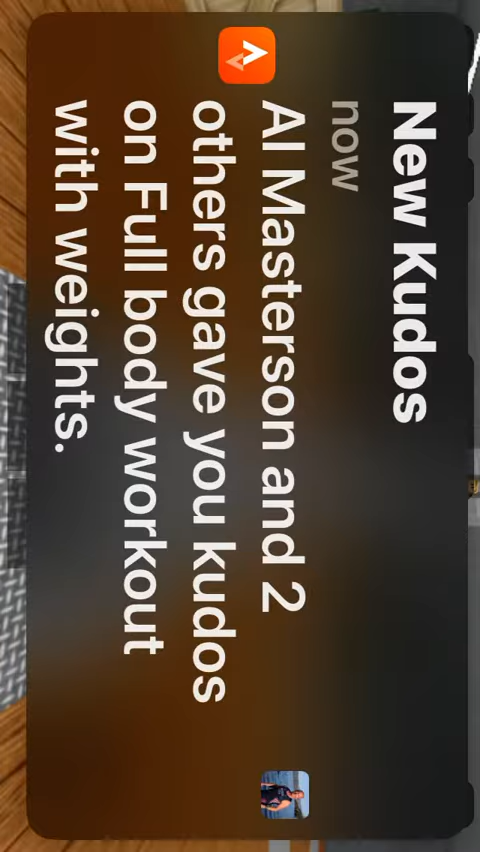 New Kudos
now
Al Masterson and 2
others gave you kudos
on Full body workout
with weights.